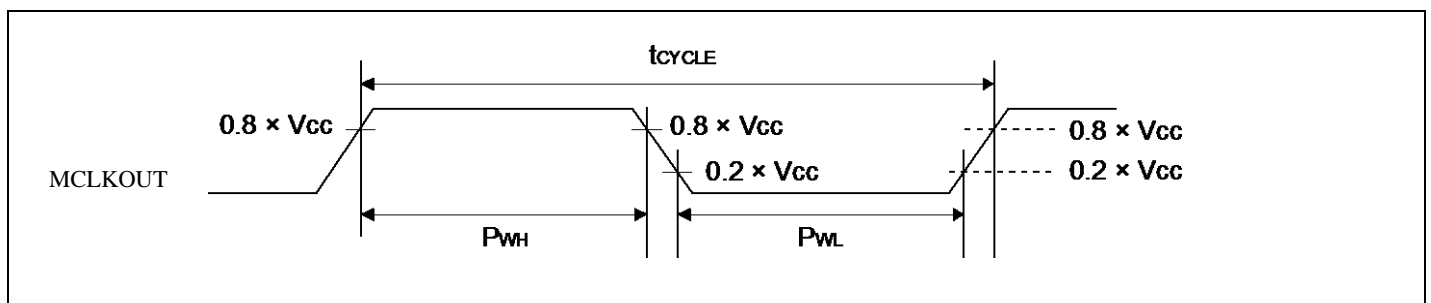 tCYCLE
0.8 × Vcc
0.8 × Vcc
0.8 × Vcc
MCLKOUT
0.2 × Vcc
0.2 × Vcc
PWH
PWL